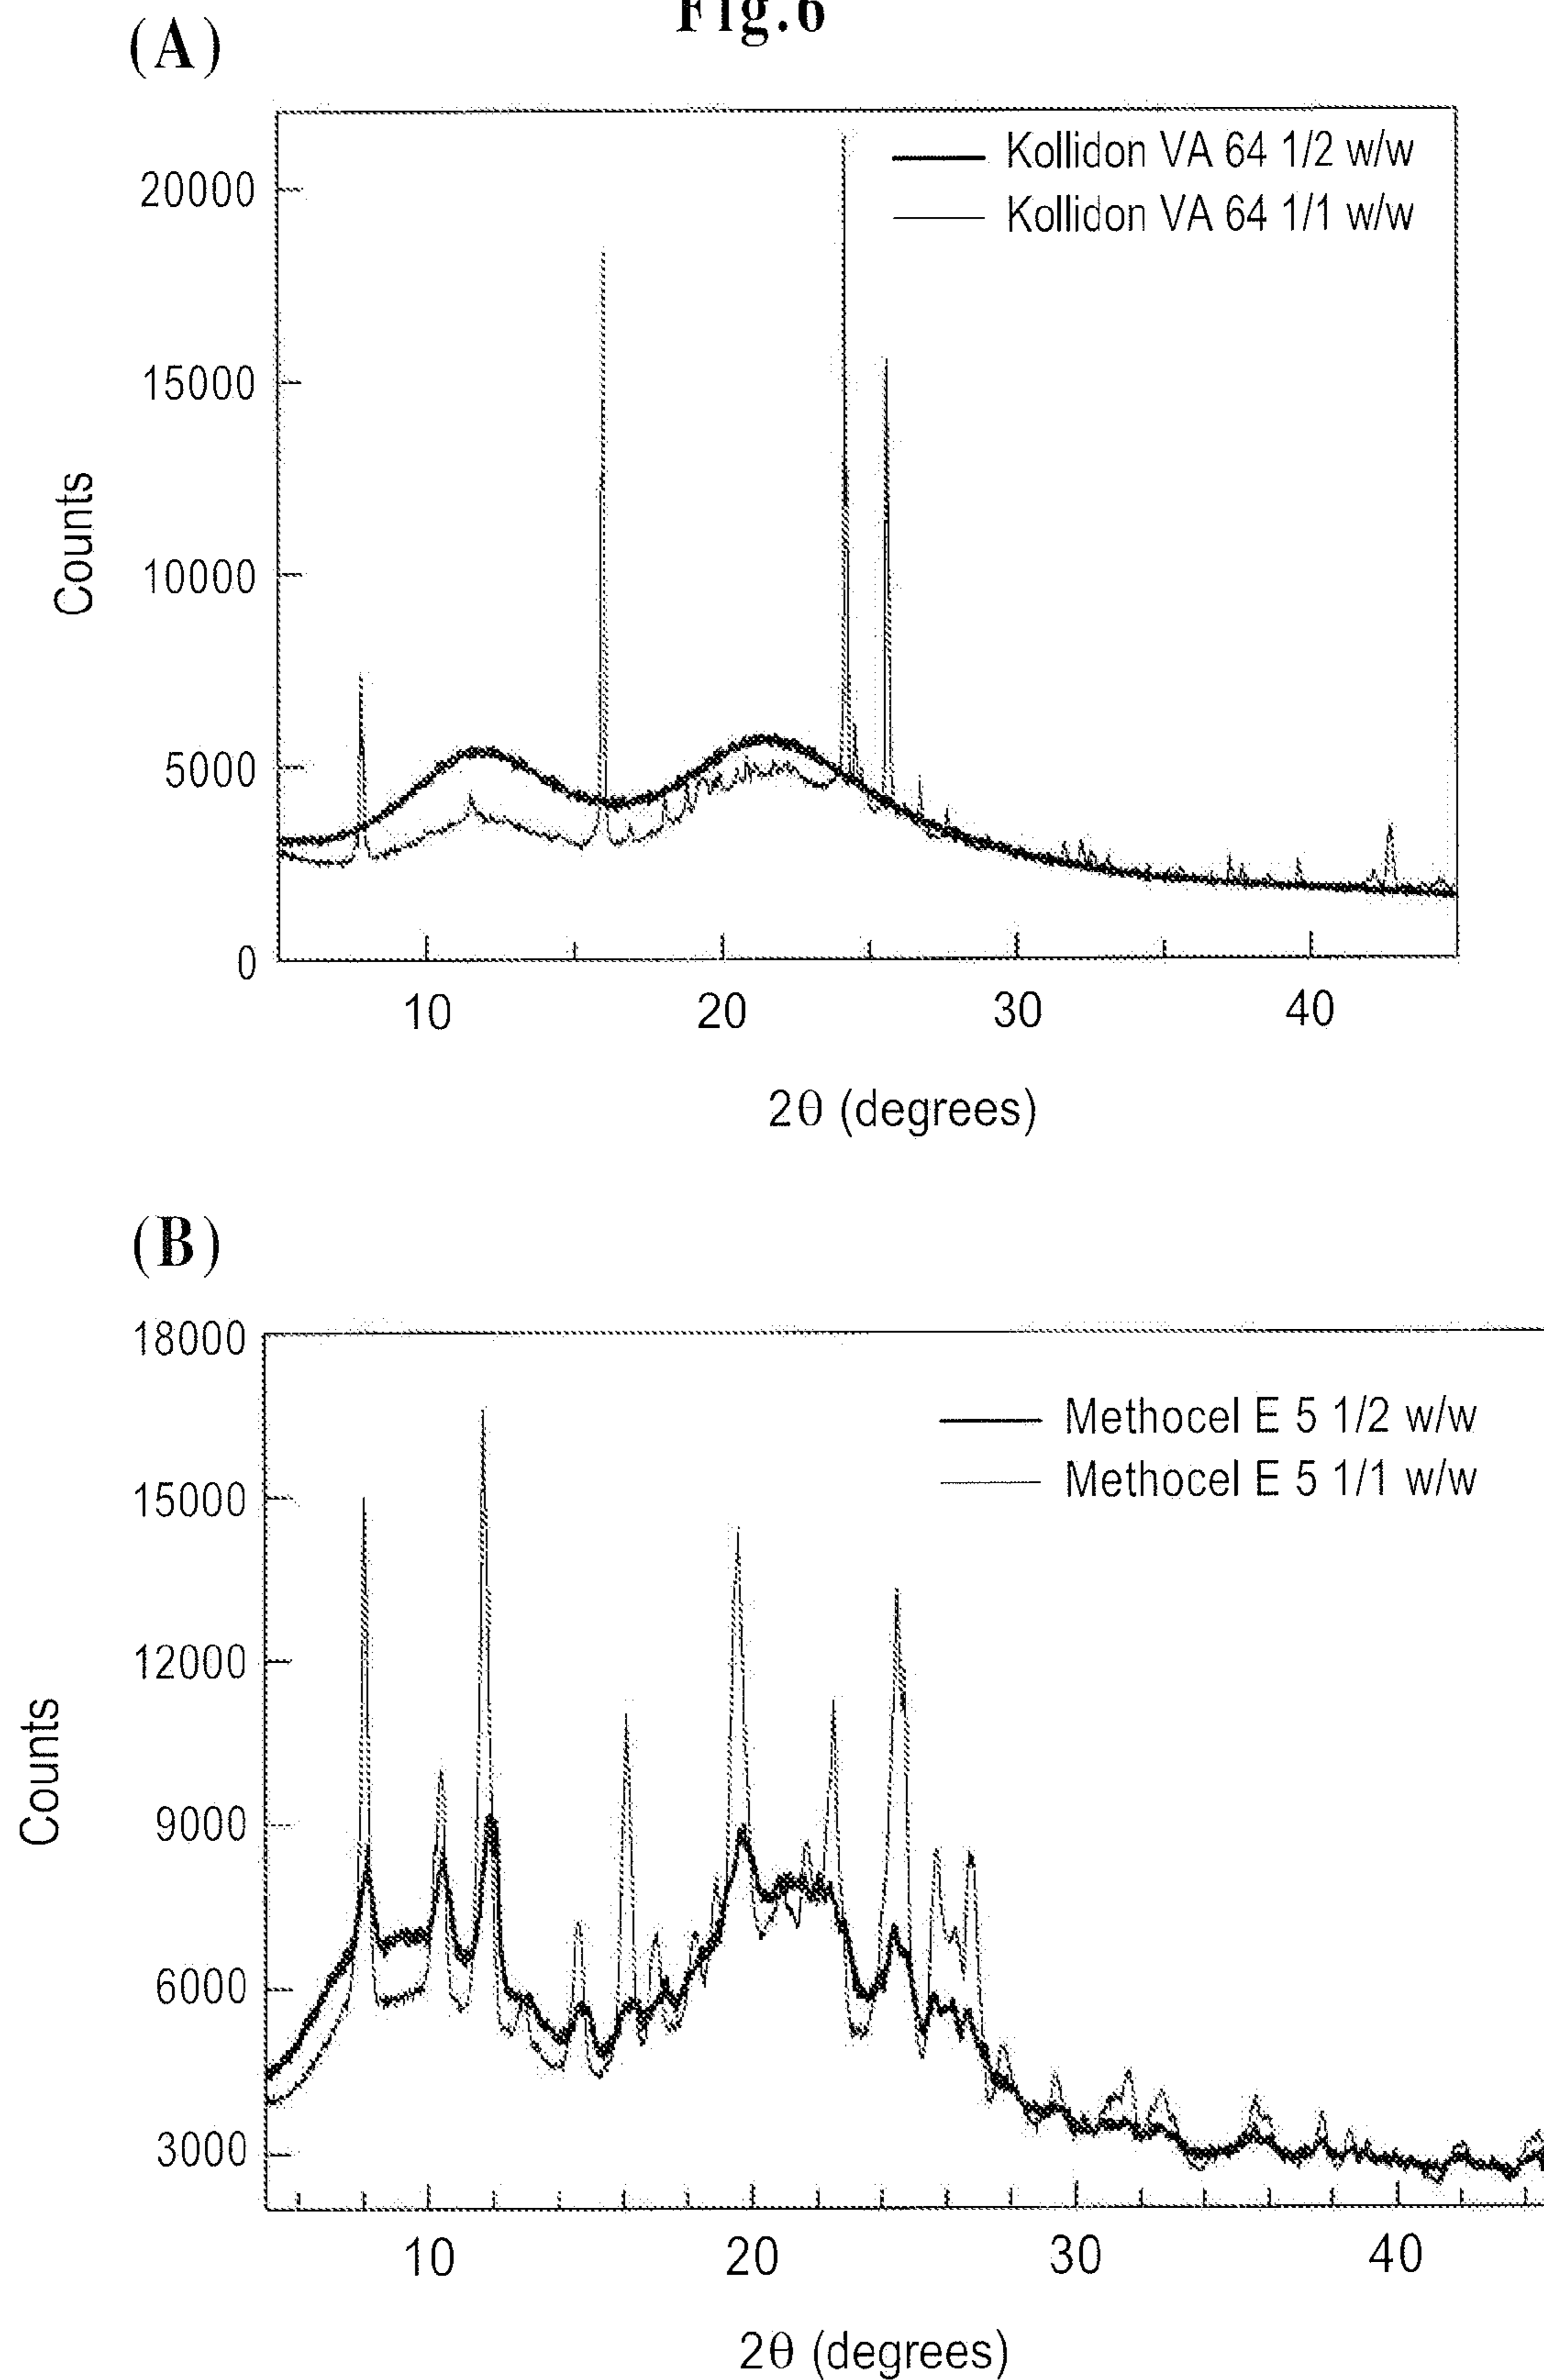 Fig.6
(A)
Kollidon VA 64 1/2 w/w
Kollidon VA 64 1/1 w/w
20000
15000
10000
5000
0
Counts
10 20 30 40
2θ (degrees)
(B)
18000
15000
12000
9000
6000
3000
Methocel E 5 1/2 w/w
Methocel E 5 1/1 w/w
Counts
10 20 30 40
2θ (degrees)